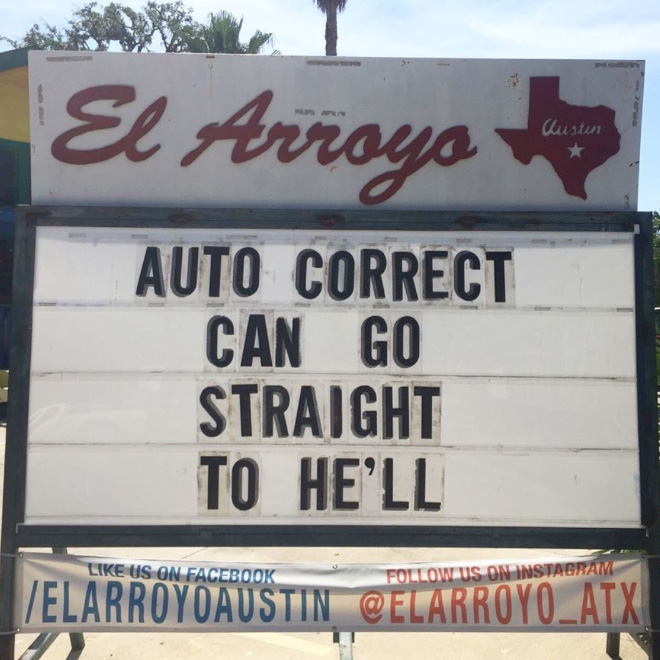 El Arroyo
Austin
AUTO CORRECT
CAN GO
STRAIGHT
TO HE'LL
LIKE US ON FACEBOOK
/ELARROYOAUSTIN
FOLLOW US ON INSTAGRAM
@ELARROYO_ATX